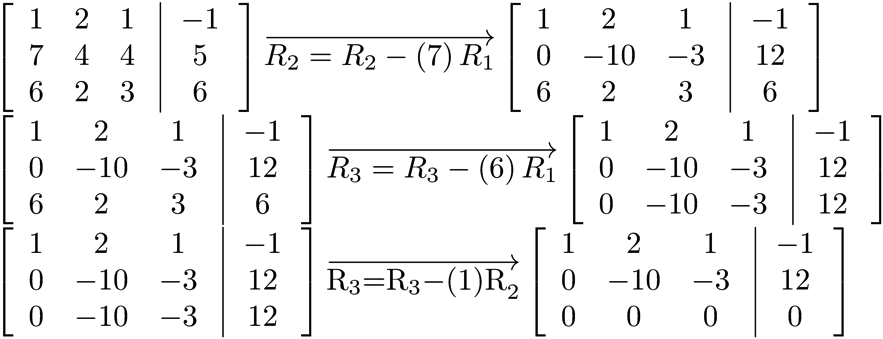 [ 1 2 1 | −1 ; 7 4 4 | 5 ; 6 2 3 | 6 ] R₂ = R₂ − (7) R₁ → [ 1 2 1 | −1 ; 0 −10 −3 | 12 ; 6 2 3 | 6 ]
[ 1 2 1 | −1 ; 0 −10 −3 | 12 ; 6 2 3 | 6 ] R₃ = R₃ − (6) R₁ → [ 1 2 1 | −1 ; 0 −10 −3 | 12 ; 0 −10 −3 | 12 ]
[ 1 2 1 | −1 ; 0 −10 −3 | 12 ; 0 −10 −3 | 12 ] R₃=R₃−(1)R₂ → [ 1 2 1 | −1 ; 0 −10 −3 | 12 ; 0 0 0 | 0 ]